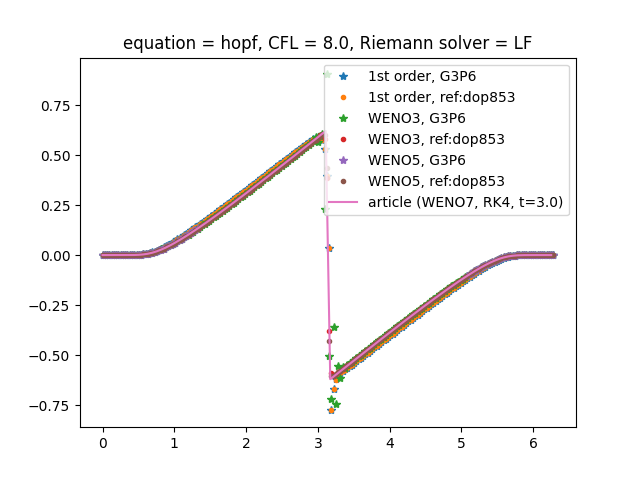 equation = hopf, CFL = 8.0, Riemann solver = LF
1st order, G3P6
1st order, ref:dop853
WENO3, G3P6
WENO3, ref:dop853
WENO5, G3P6
WENO5, ref:dop853
article (WENO7, RK4, t=3.0)
0.75
0.50
0.25
0.00
−0.25
−0.50
−0.75
0 1 2 3 4 5 6